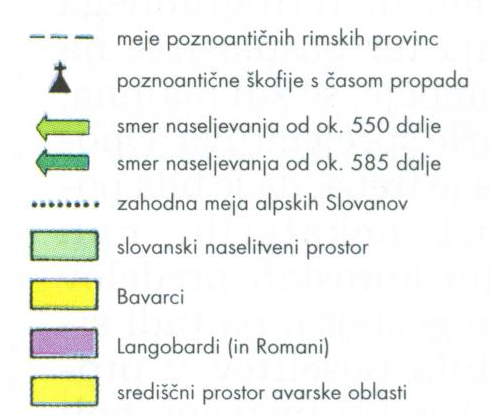 meje poznoantičnih rimskih provinc
poznoantične škofije s časom propada
smer naseljevanja od ok. 550 dalje
smer naseljevanja od ok. 585 dalje
zahodna meja alpskih Slovanov
slovanski naselitveni prostor
Bavarci
Langobardi (in Romani)
središčni prostor avarske oblasti